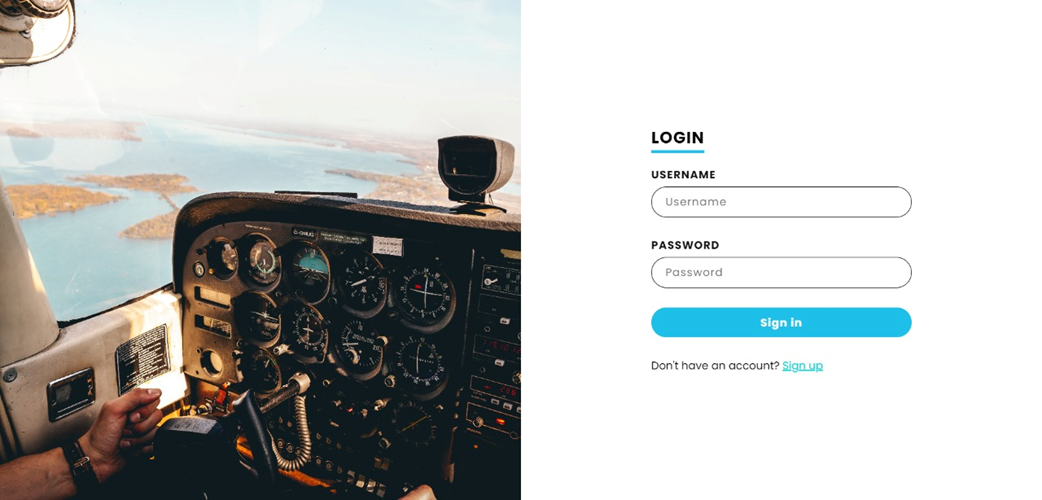 LOGIN
USERNAME
Username
PASSWORD
Password
Sign in
Don't have an account? Sign up